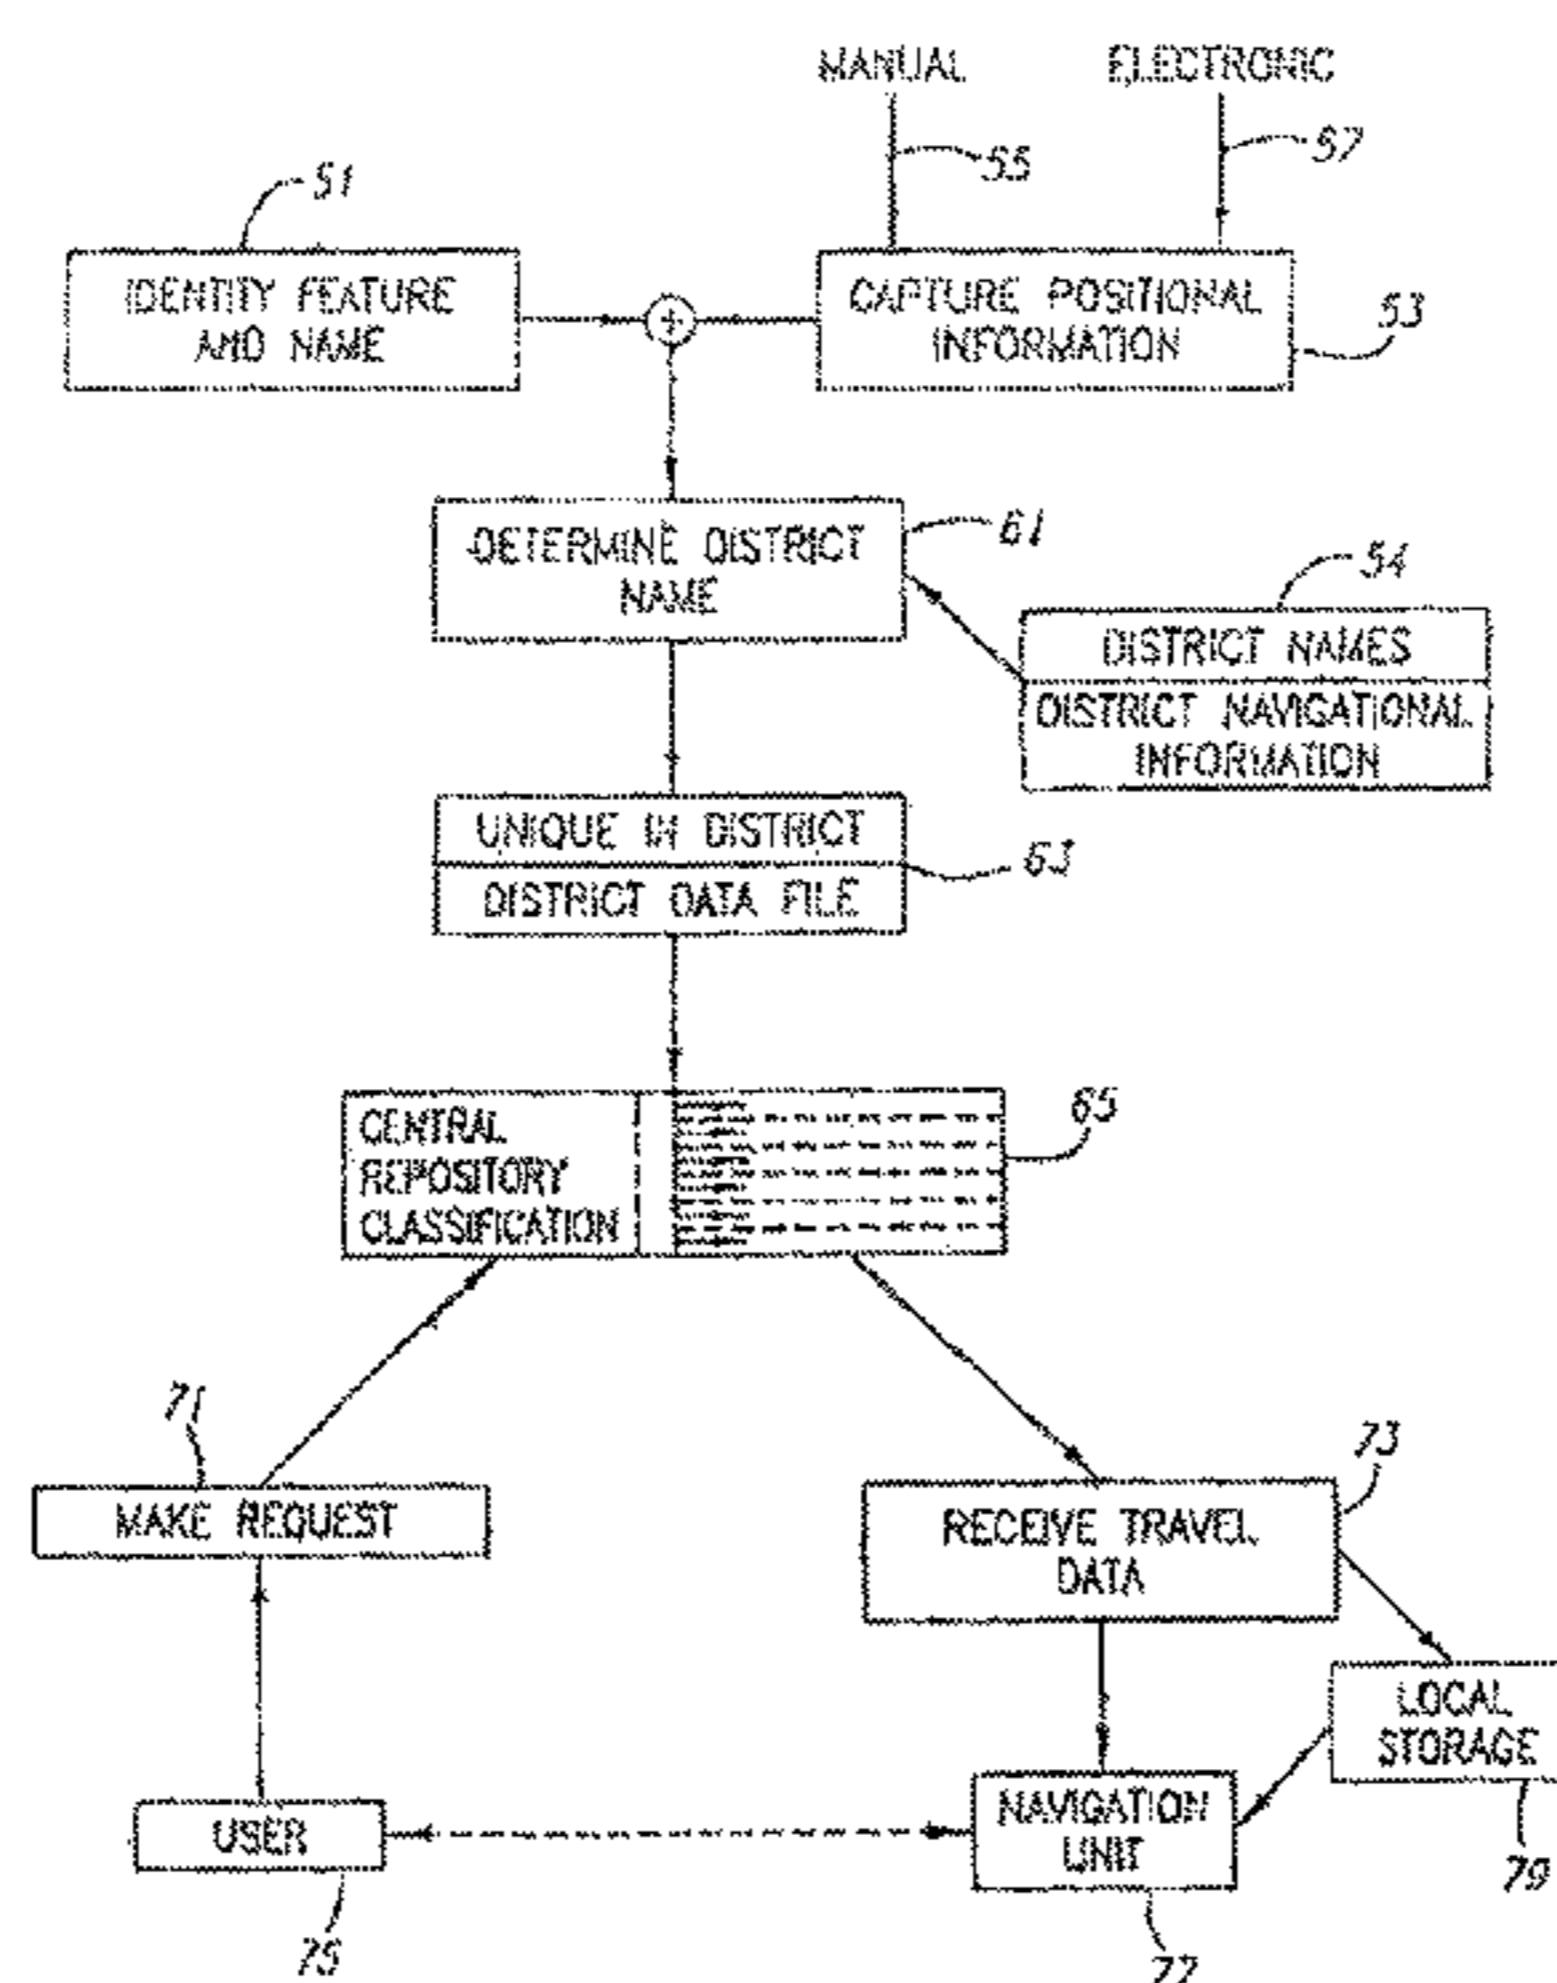 MANUAL
ELECTRONIC
55
57
51
IDENTITY FEATURE
AND NAME
CAPTURE POSITIONAL
INFORMATION
53
DETERMINE DISTRICT
NAME
61
54
DISTRICT NAMES
DISTRICT NAVIGATIONAL
INFORMATION
UNIQUE IN DISTRICT
DISTRICT DATA FILE
63
CENTRAL
REPOSITORY
CLASSIFICATION
65
71
MAKE REQUEST
73
RECEIVE TRAVEL
DATA
LOCAL
STORAGE
79
USER
75
NAVIGATION
UNIT
77